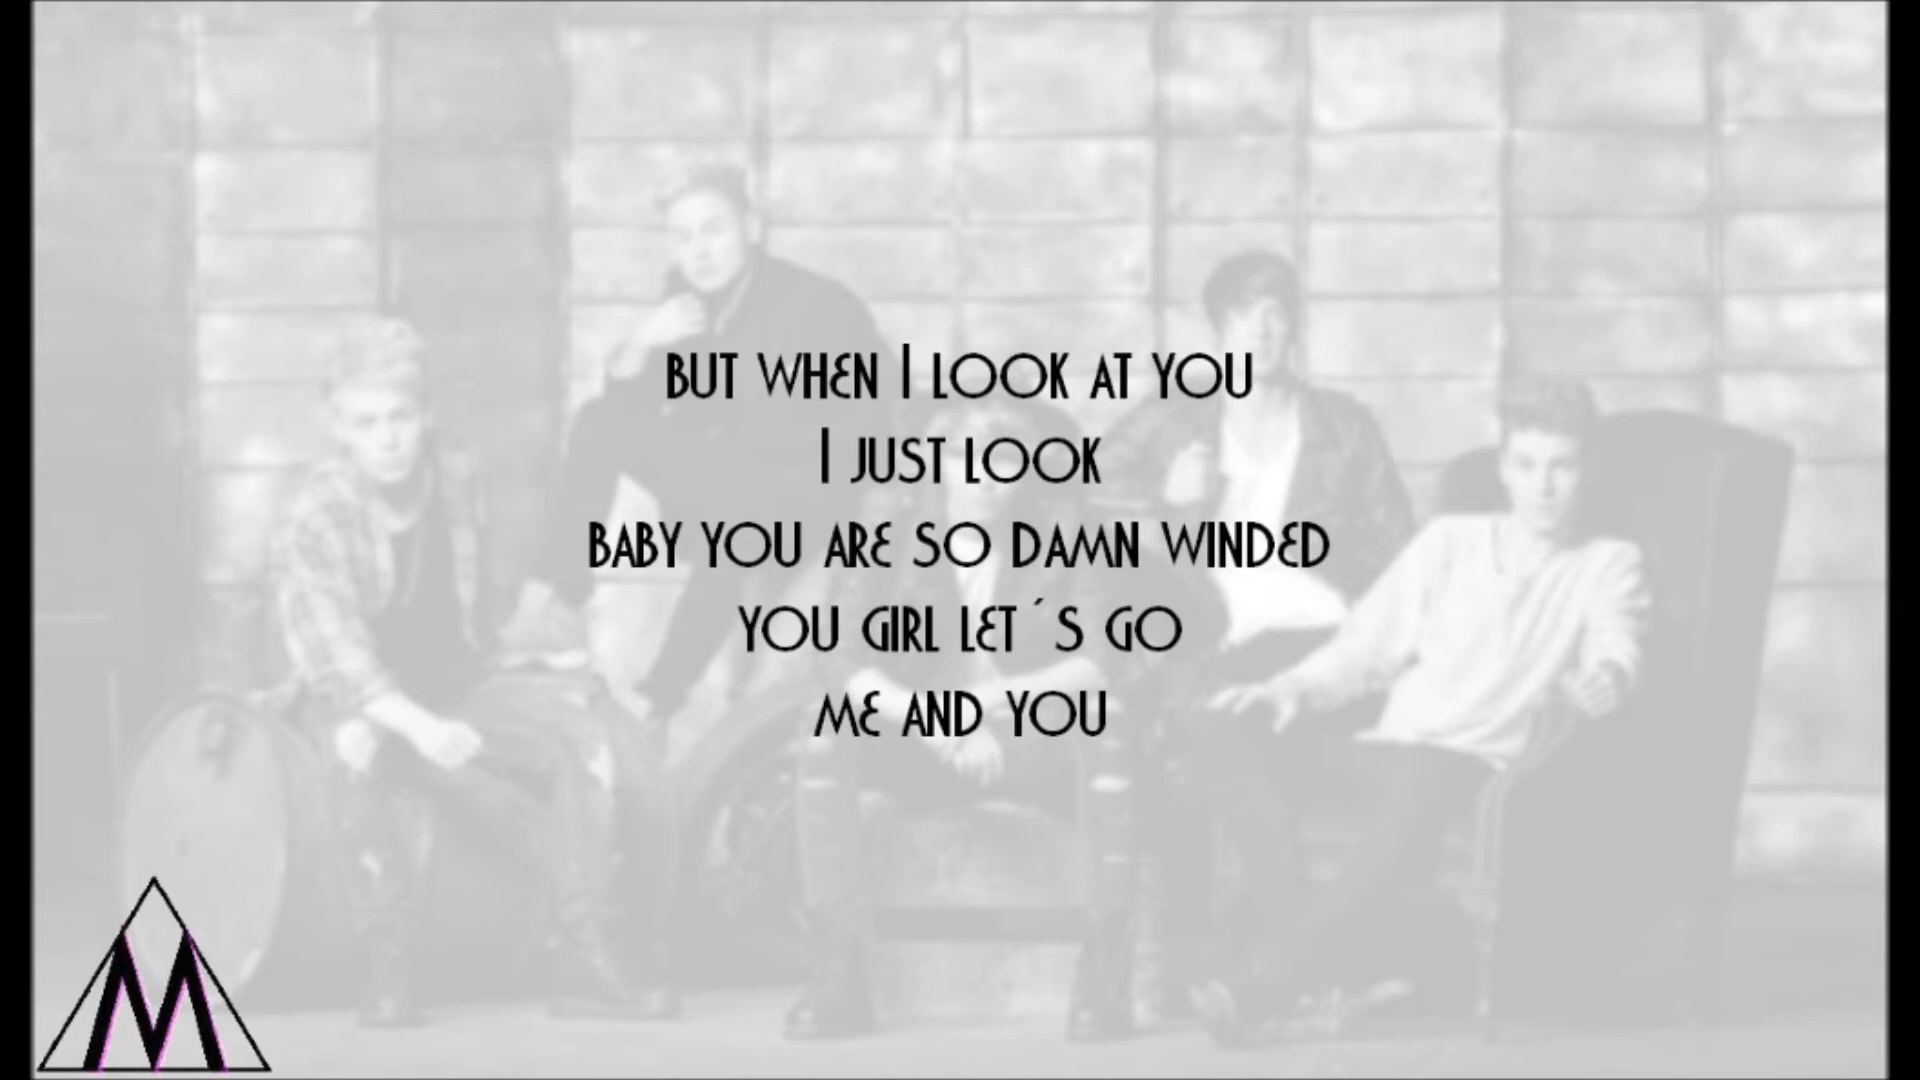 BUT WHEN I LOOK AT YOU
I JUST LOOK
BABY YOU ARE SO DAMN WINDED
YOU GIRL LET´S GO
ME AND YOU
M